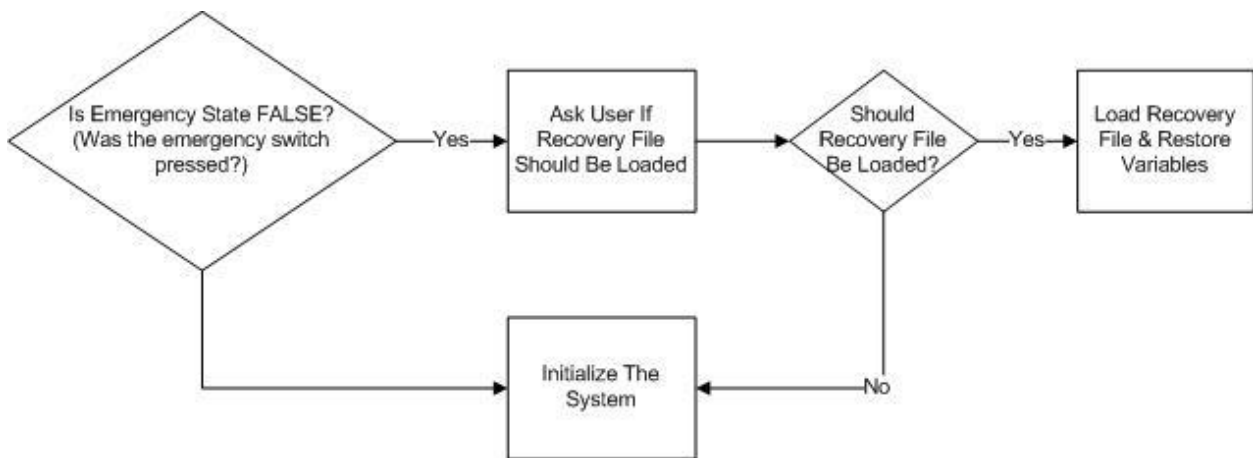 Is Emergency State FALSE?
(Was the emergency switch
pressed?)
Yes
Ask User If
Recovery File
Should Be Loaded
Should
Recovery File
Be Loaded?
Yes
Load Recovery
File & Restore
Variables
Initialize The
System
No